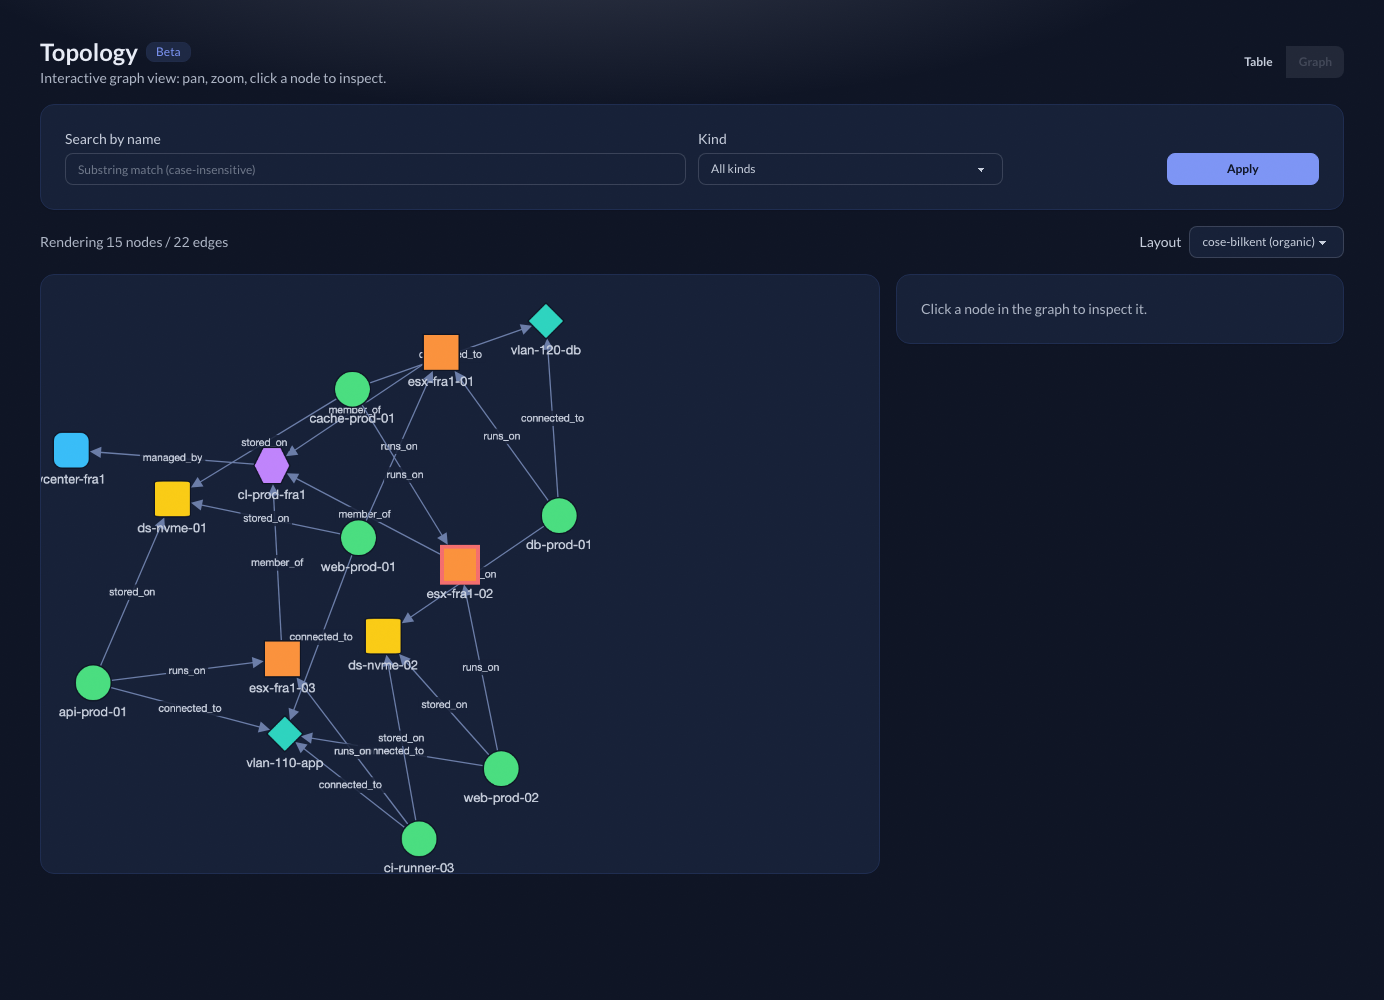 Topology Beta
Interactive graph view: pan, zoom, click a node to inspect.
Table Graph
Search by name
Substring match (case-insensitive)
Kind
All kinds
Apply
Rendering 15 nodes / 22 edges
Layout cose-bilkent (organic)
Click a node in the graph to inspect it.
vlan-120-db
esx-fra1-01
member_of
cache-prod-01
connected_to
runs_on
stored_on
runs_on
managed_by
runs_on
vcenter-fra1
cl-prod-fra1
member_of
stored_on
ds-nvme-01
db-prod-01
member_of
web-prod-01
_on
stored_on
esx-fra1-02
connected_to
ds-nvme-02
runs_on
runs_on
esx-fra1-03
stored_on
api-prod-01
connected_to
stored_on
runs_on
nnected_to
vlan-110-app
connected_to
web-prod-02
ci-runner-03